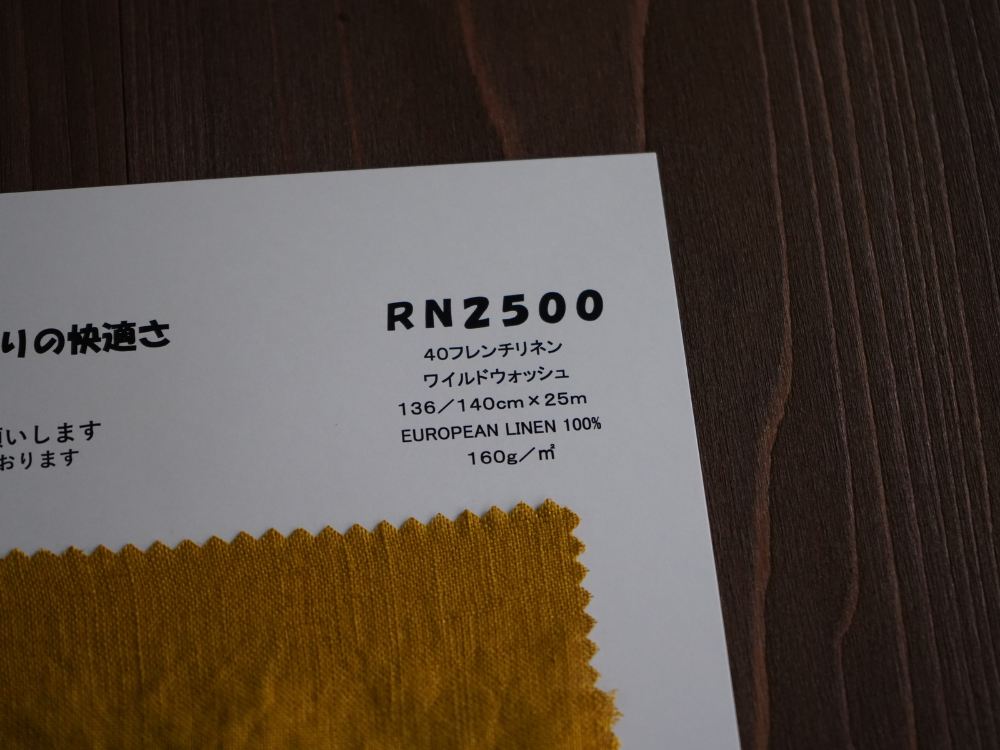 りの快適さ
願いします
おります
RN2500
40フレンチリネン
ワイルドウォッシュ
136／140cm×25m
EUROPEAN LINEN 100%
160g／㎡